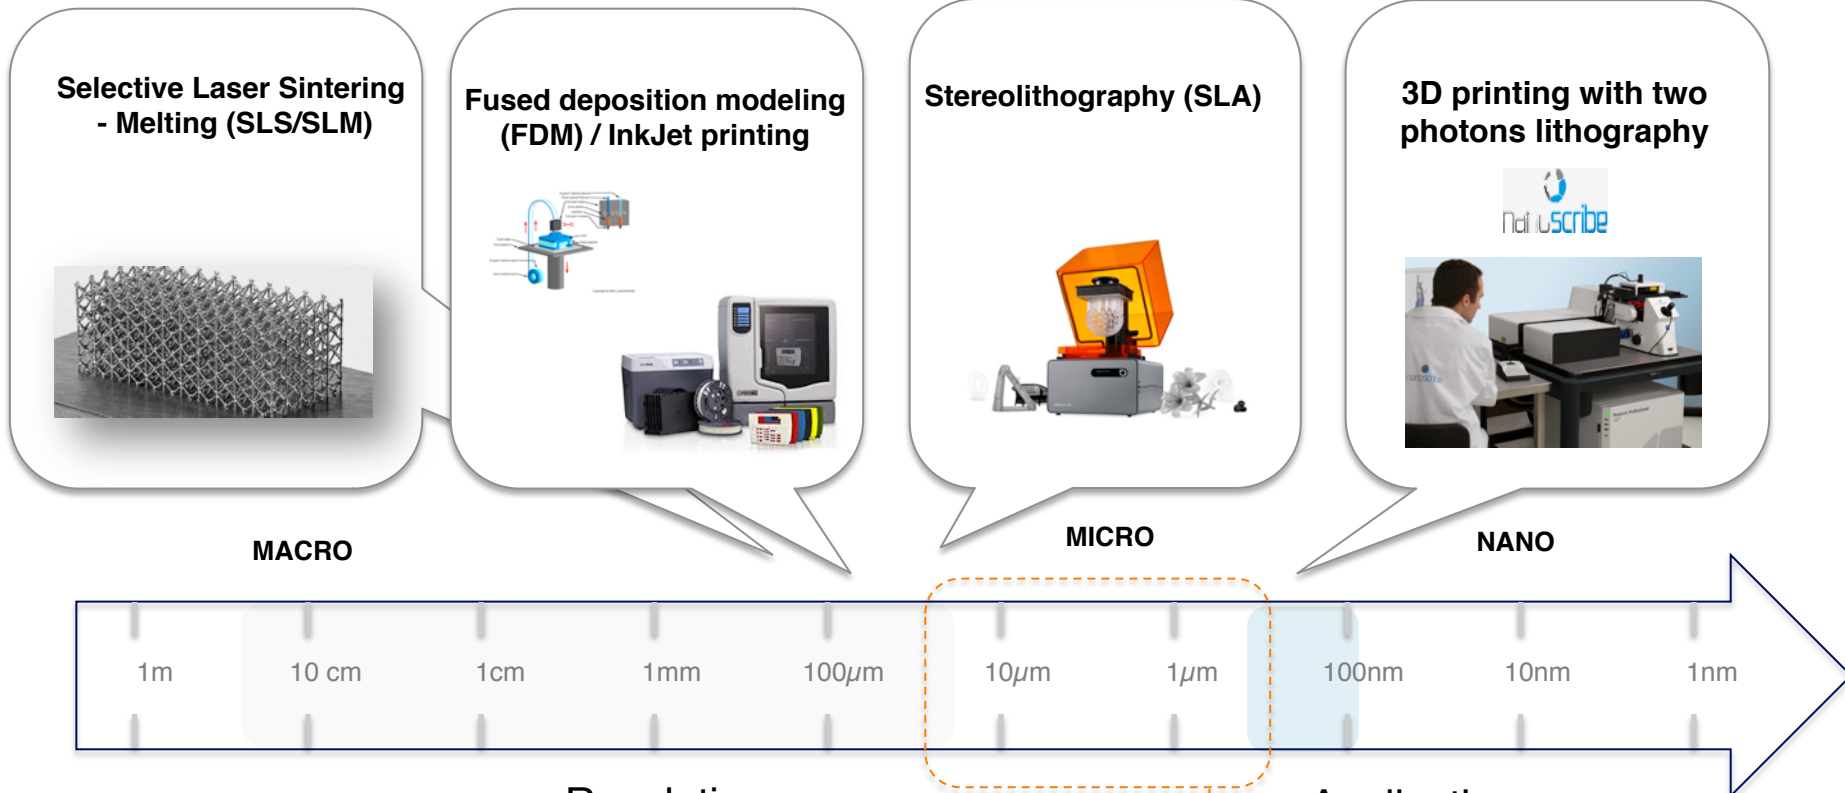 Selective Laser Sintering
- Melting (SLS/SLM)
Fused deposition modeling
(FDM) / InkJet printing
Stereolithography (SLA)
3D printing with two
photons lithography
nanoscribe
MACRO
MICRO
NANO
1m
10 cm
1cm
1mm
100µm
10µm
1µm
100nm
10nm
1nm